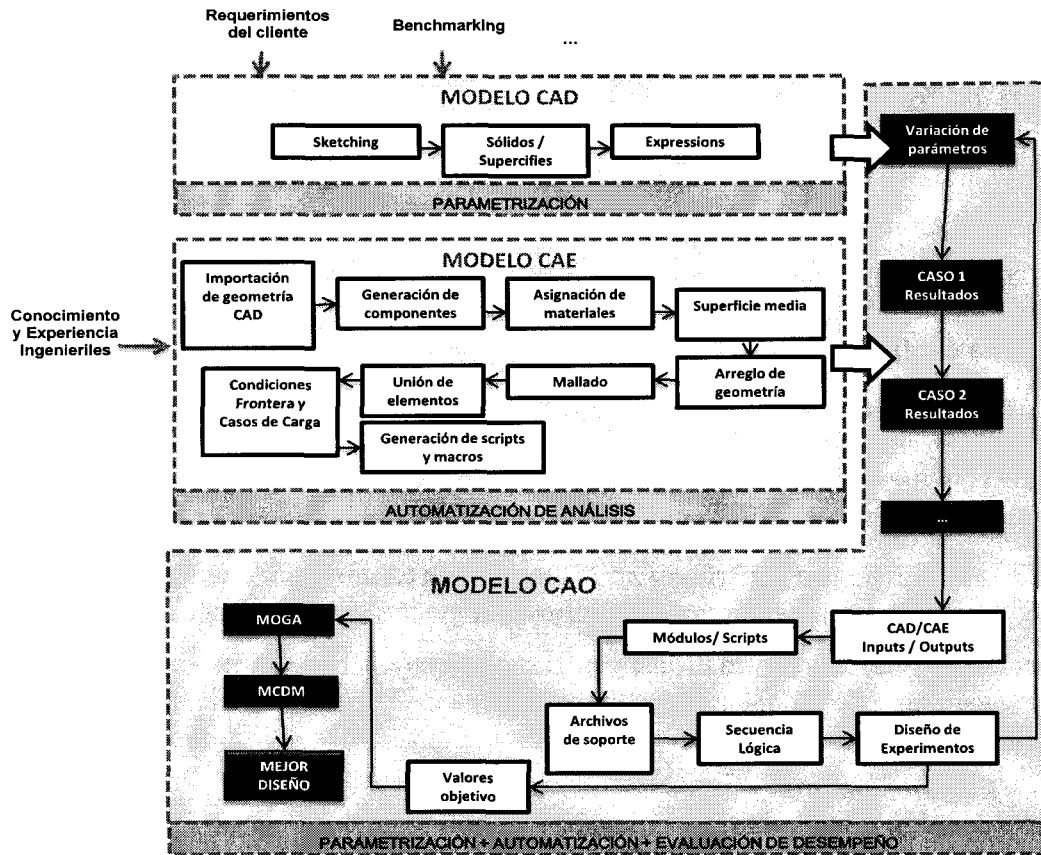 Requerimientos
del cliente
Benchmarking
...
MODELO CAD
Sketching
Sólidos /
Supercifies
Expressions
PARAMETRIZACIÓN
Variación de
parámetros
MODELO CAE
Importación
de geometría
CAD
Generación de
componentes
Asignación de
materiales
Superficie media
CASO 1
Resultados
Conocimiento
y Experiencia
Ingenieriles
Condiciones
Frontera y
Casos de Carga
Unión de
elementos
Mallado
Arreglo de
geometría
CASO 2
Resultados
Generación de scripts
y macros
AUTOMATIZACIÓN DE ANÁLISIS
...
MODELO CAO
MOGA
Módulos/ Scripts
CAD/CAE
Inputs / Outputs
MCDM
Archivos
de soporte
Secuencia
Lógica
Diseño de
Experimentos
MEJOR
DISEÑO
Valores
objetivo
PARAMETRIZACIÓN + AUTOMATIZACIÓN + EVALUACIÓN DE DESEMPEÑO